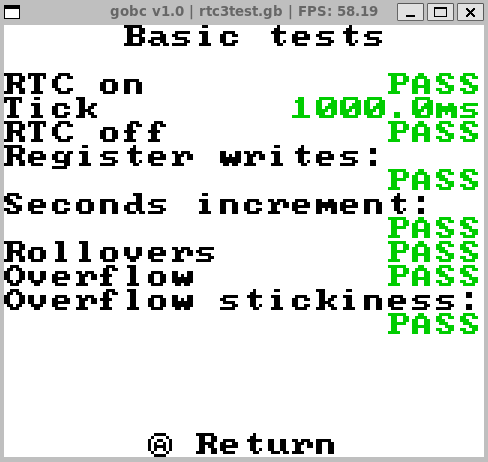 gobc v1.0 | rtc3test.gb | FPS: 58.19
Basic tests
RTC on PASS
Tick 1000.0ms
RTC off PASS
Register writes:
PASS
Seconds increment:
PASS
Rollovers PASS
Overflow PASS
Overflow stickiness:
PASS
Ⓐ Return